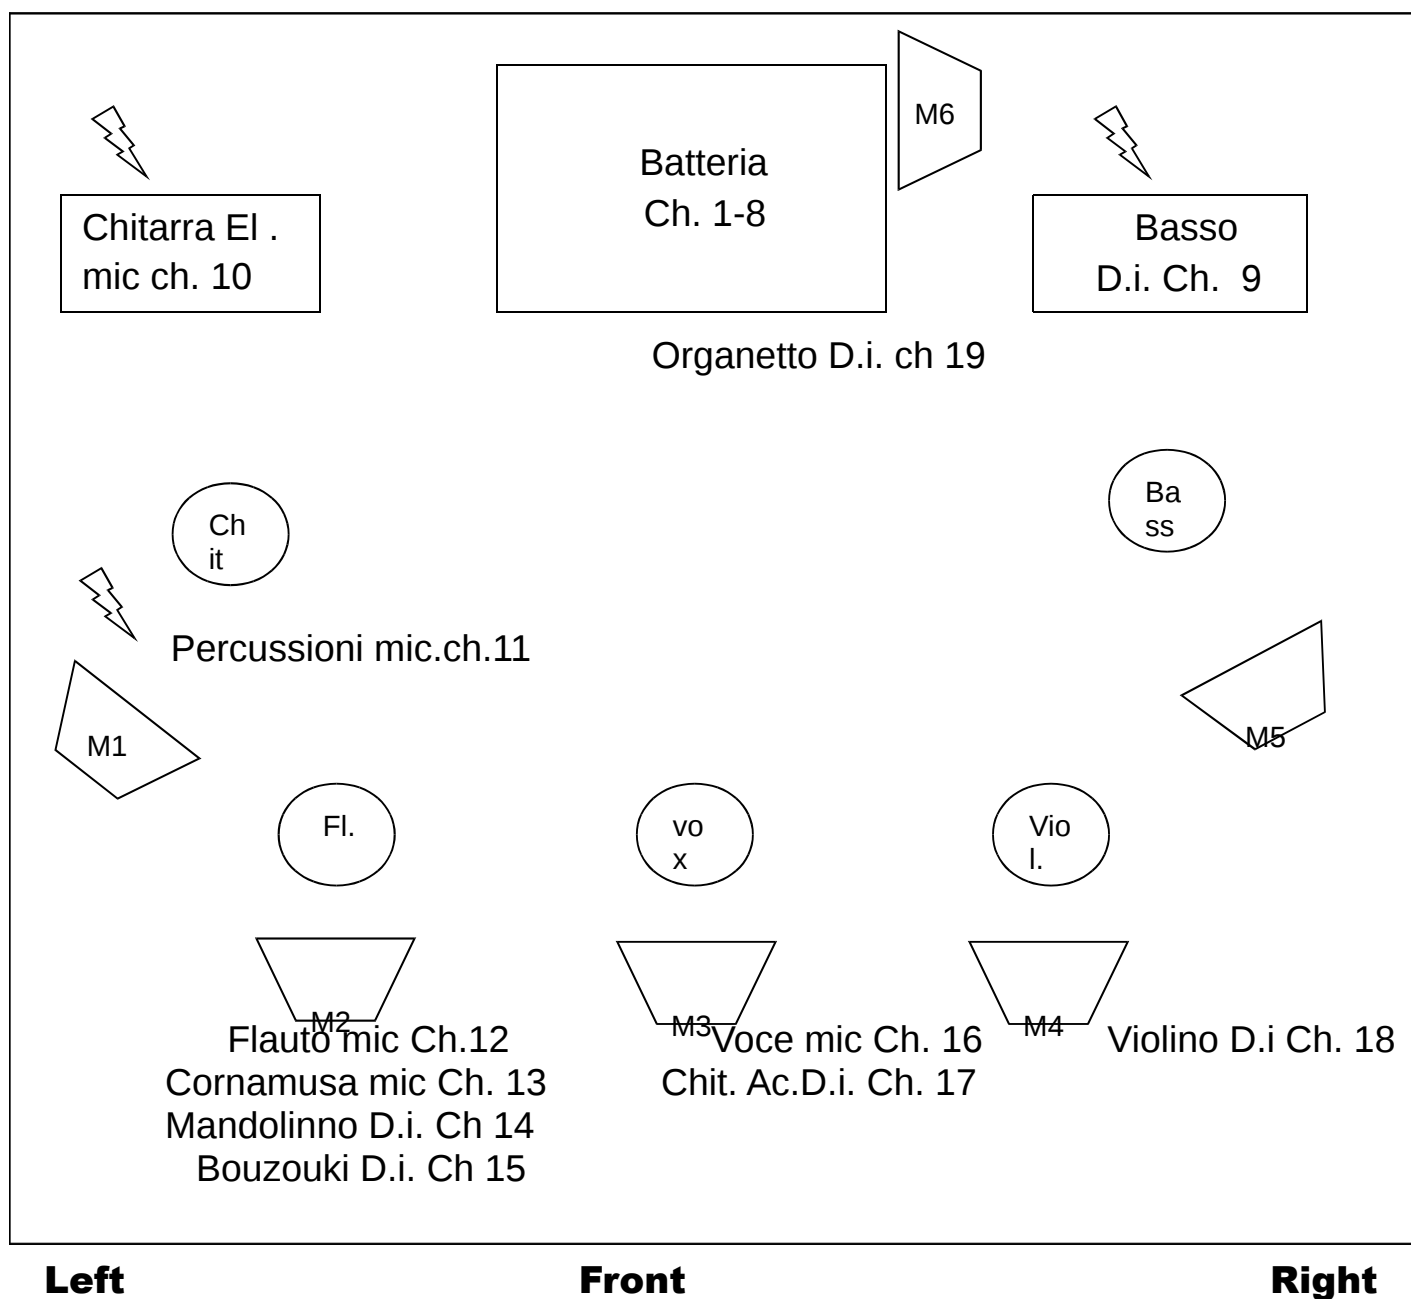 M6
Batteria
Ch. 1-8
Chitarra El .
mic ch. 10
Basso
D.i. Ch.  9
Organetto D.i. ch 19
Ba
ss
Ch
it
Percussioni mic.ch.11
M1
M5
Fl.
vo
x
Vio
l.
M2
M3
M4
Flauto mic Ch.12
Cornamusa mic Ch. 13
Mandolinno D.i. Ch 14
Bouzouki D.i. Ch 15
Voce mic Ch. 16
Chit. Ac.D.i. Ch. 17
Violino D.i Ch. 18
Left
Front
Right